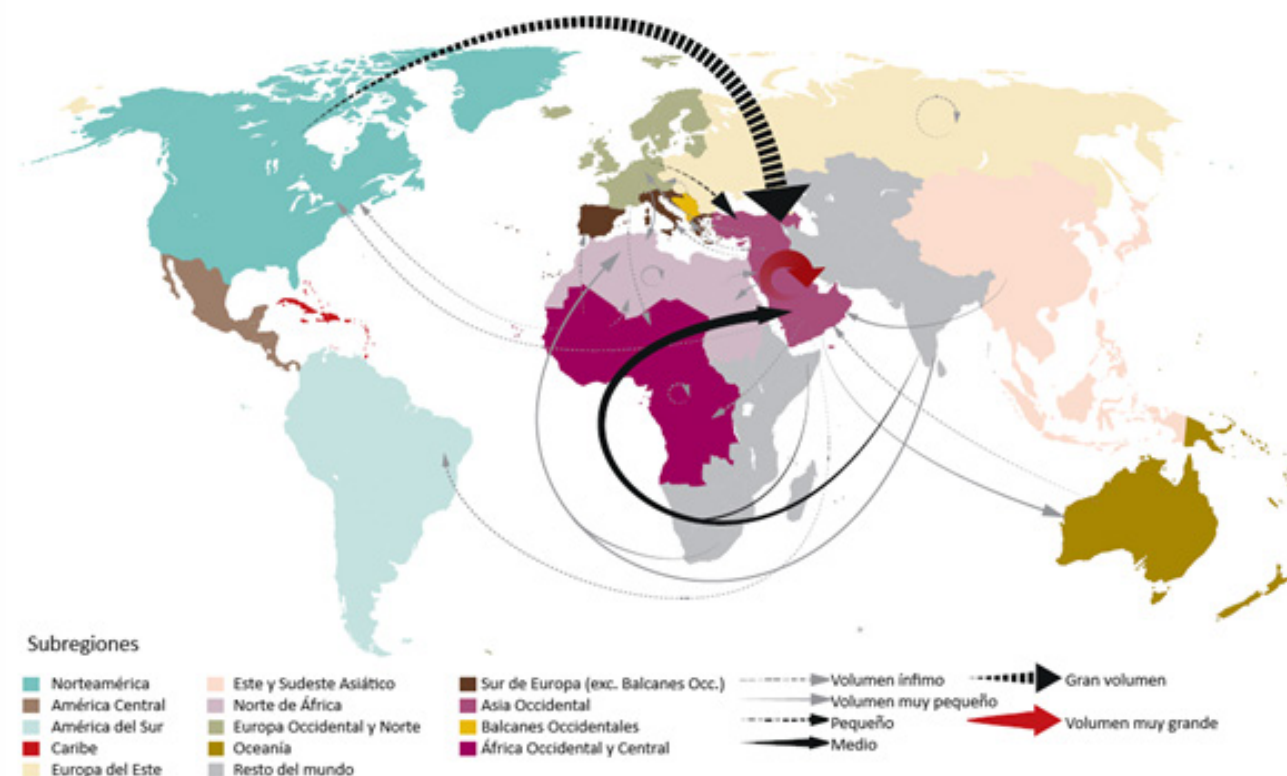 Subregiones
Norteamérica
América Central
América del Sur
Caribe
Europa del Este
Este y Sudeste Asiático
Norte de África
Europa Occidental y Norte
Oceanía
Resto del mundo
Sur de Europa (exc. Balcanes Occ.)
Asia Occidental
Balcanes Occidentales
África Occidental y Central
Volumen ínfimo
Volumen muy pequeño
Pequeño
Medio
Gran volumen
Volumen muy grande